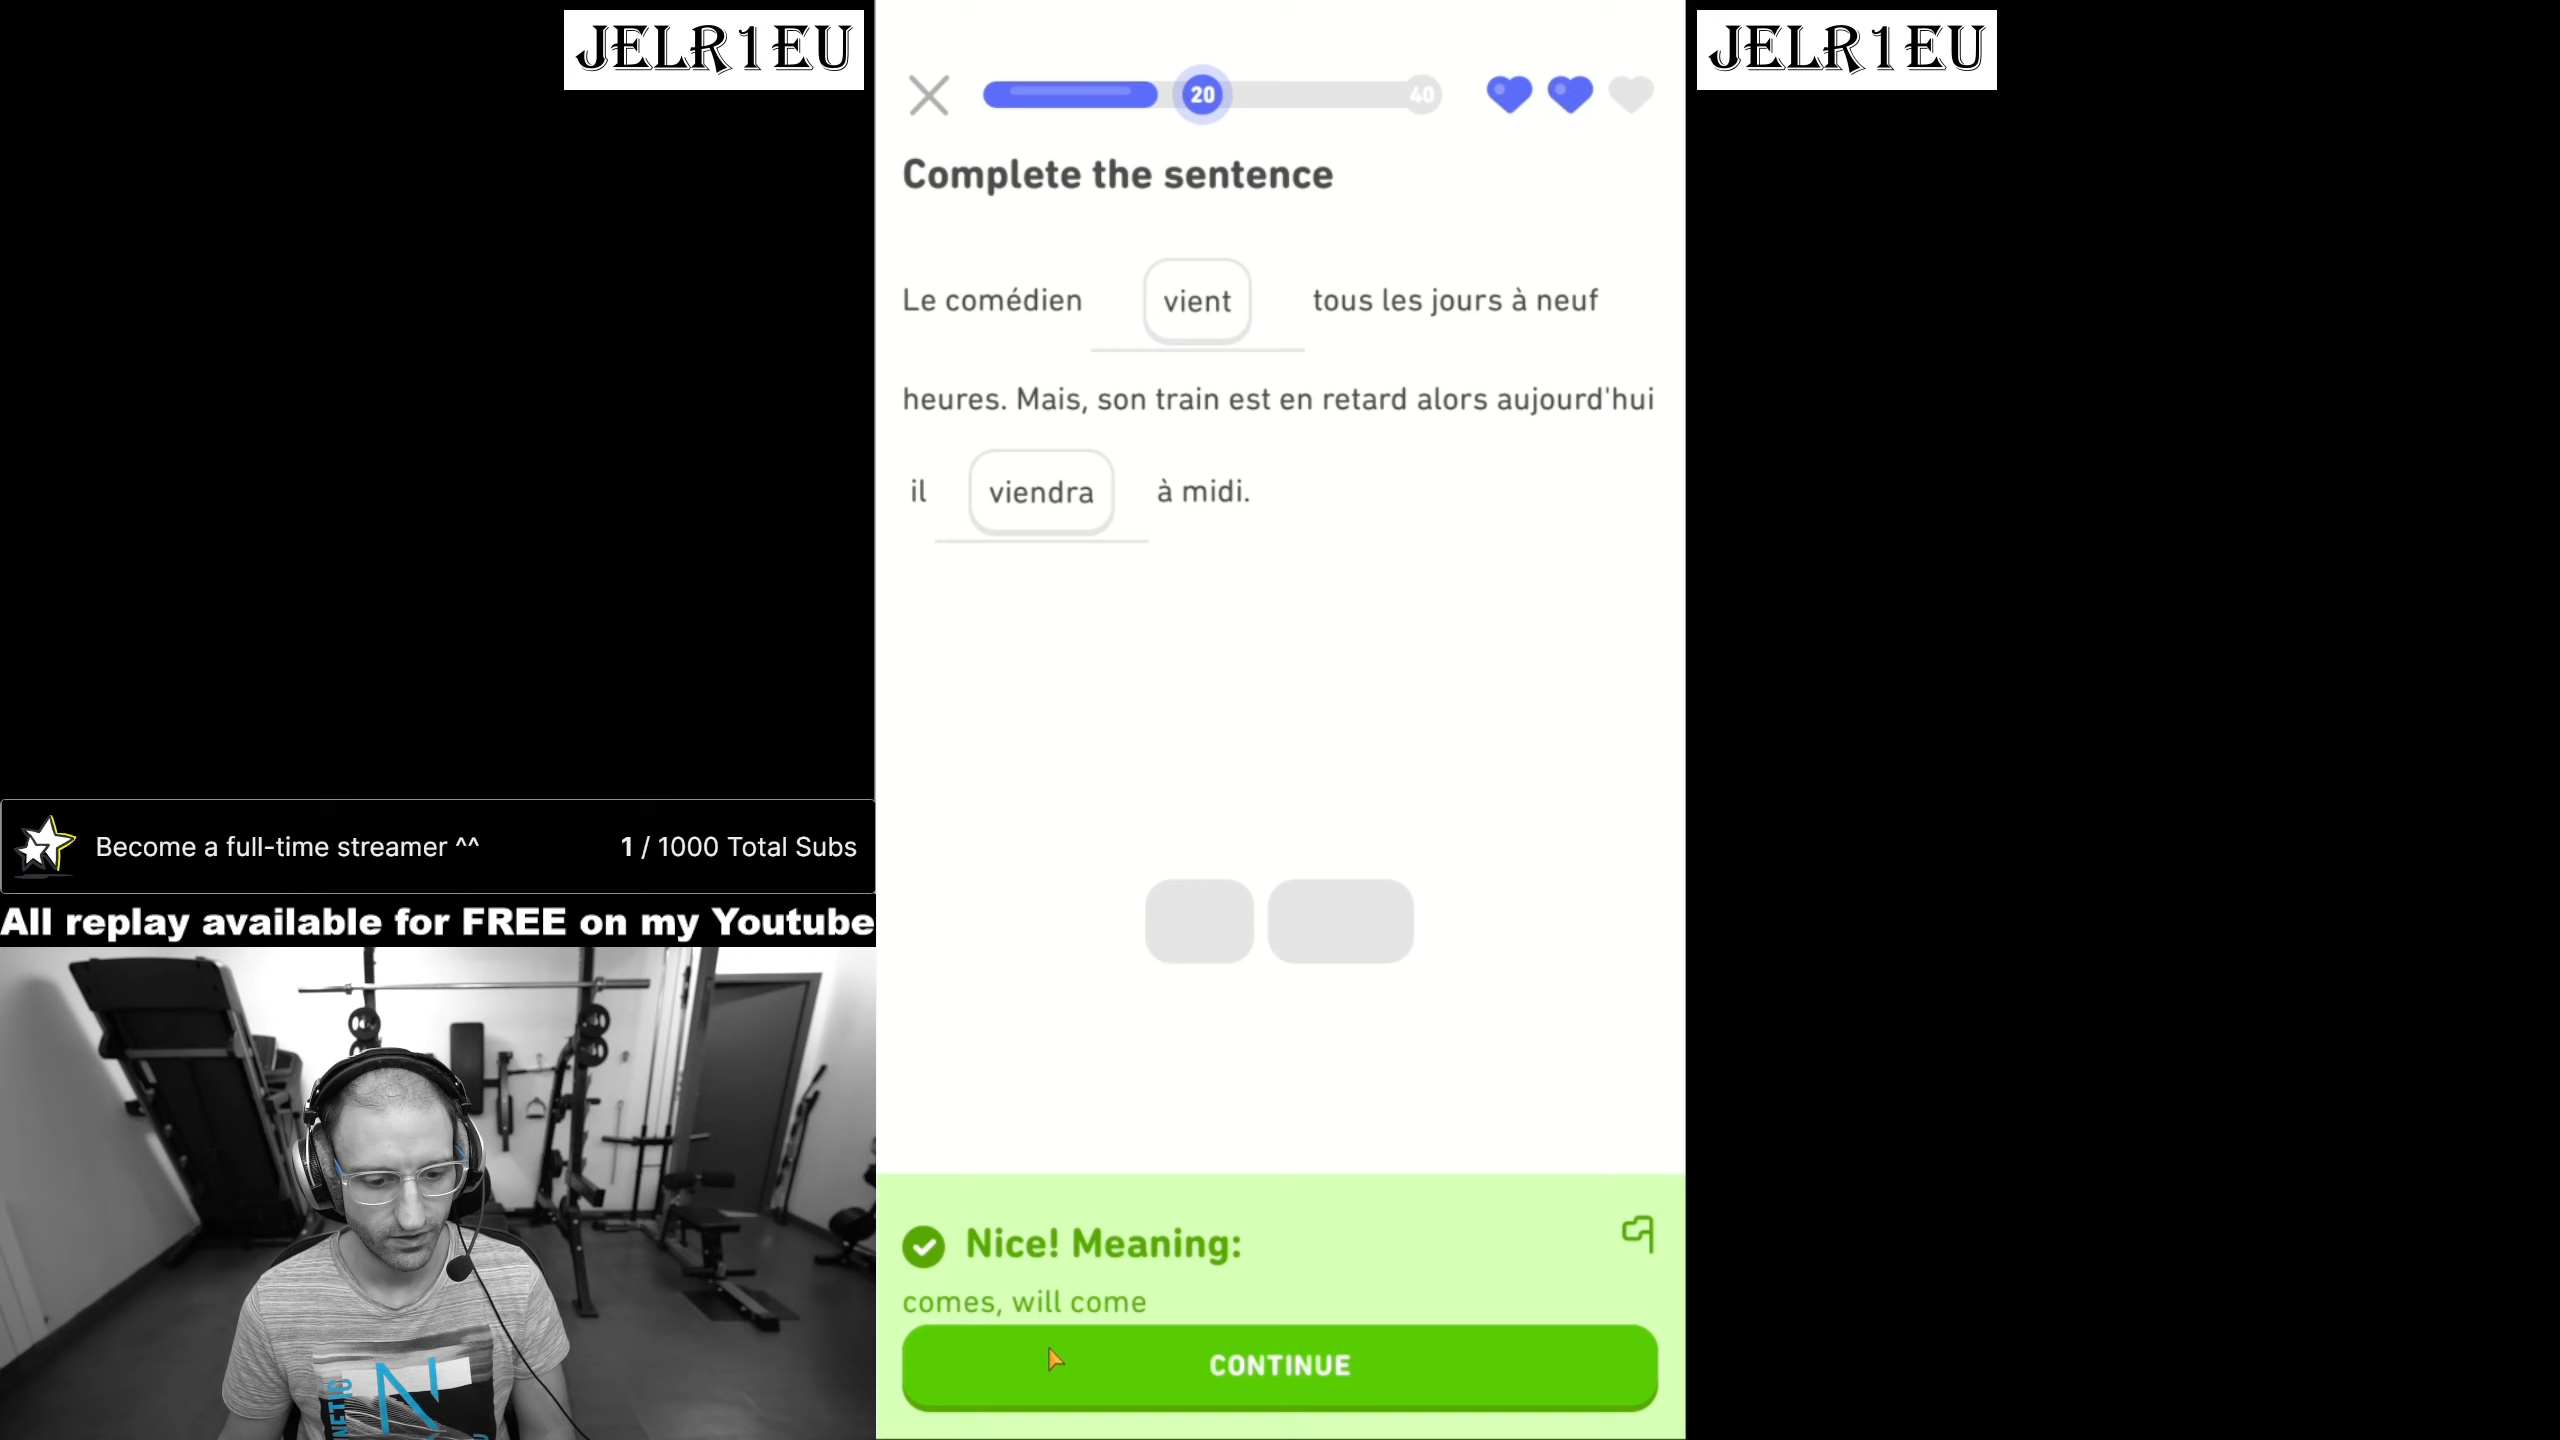 JELR1EU
JELR1EU
20
40
Complete the sentence
Le comédien vient tous les jours à neuf
heures. Mais, son train est en retard alors aujourd'hui
il viendra à midi.
Become a full-time streamer ^^ 1 / 1000 Total Subs
All replay available for FREE on my Youtube
Nice! Meaning:
comes, will come
CONTINUE